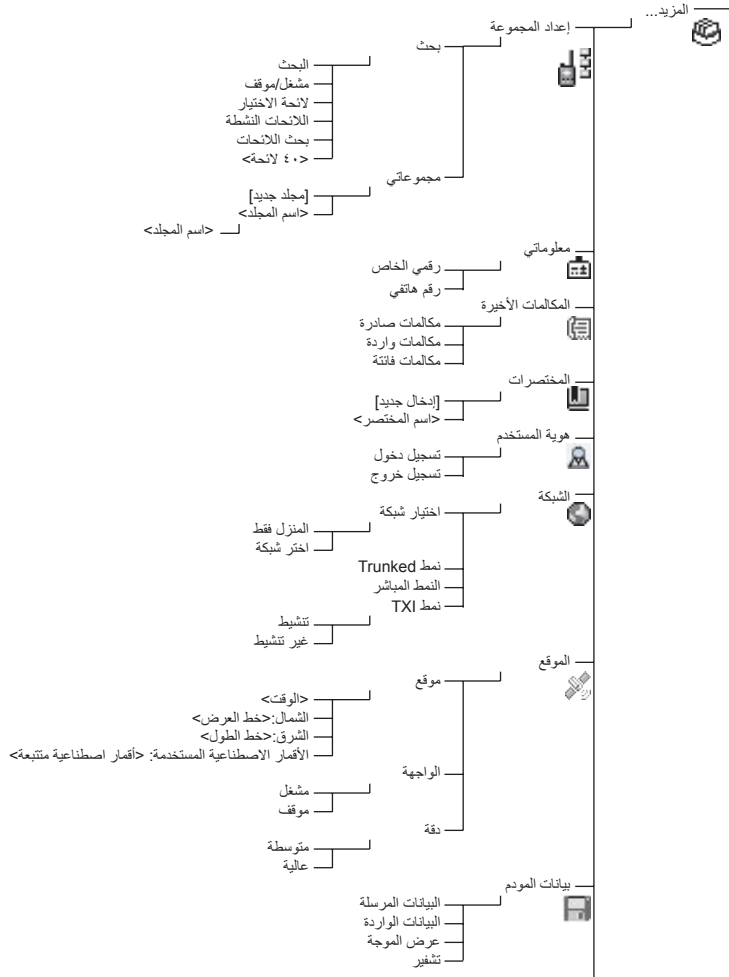 المزيد...
إعداد المجموعة
بحث
البحث
مشغل/موقف
لائحة الاختيار
اللائحات النشطة
بحث اللائحات
<٤٠ لائحة>
مجموعاتي
[مجلد جديد]
<اسم المجلد>
<اسم المجلد>
معلوماتي
رقمي الخاص
رقم هاتفي
المكالمات الأخيرة
مكالمات صادرة
مكالمات واردة
مكالمات فائتة
المختصرات
[إدخال جديد]
<اسم المختصر>
هوية المستخدم
تسجيل دخول
تسجيل خروج
الشبكة
اختيار شبكة
المنزل فقط
اختر شبكة
نمط Trunked
النمط المباشر
نمط TXI
تنشيط
غير تنشيط
الموقع
موقع
<الوقت>
الشمال:<خط العرض>
الشرق:<خط الطول>
الأقمار الاصطناعية المستخدمة: <أقمار اصطناعية متتبعة>
الواجهة
مشغل
موقف
دقة
متوسطة
عالية
بيانات المودم
البيانات المرسلة
البيانات الواردة
عرض الموجة
تشفير